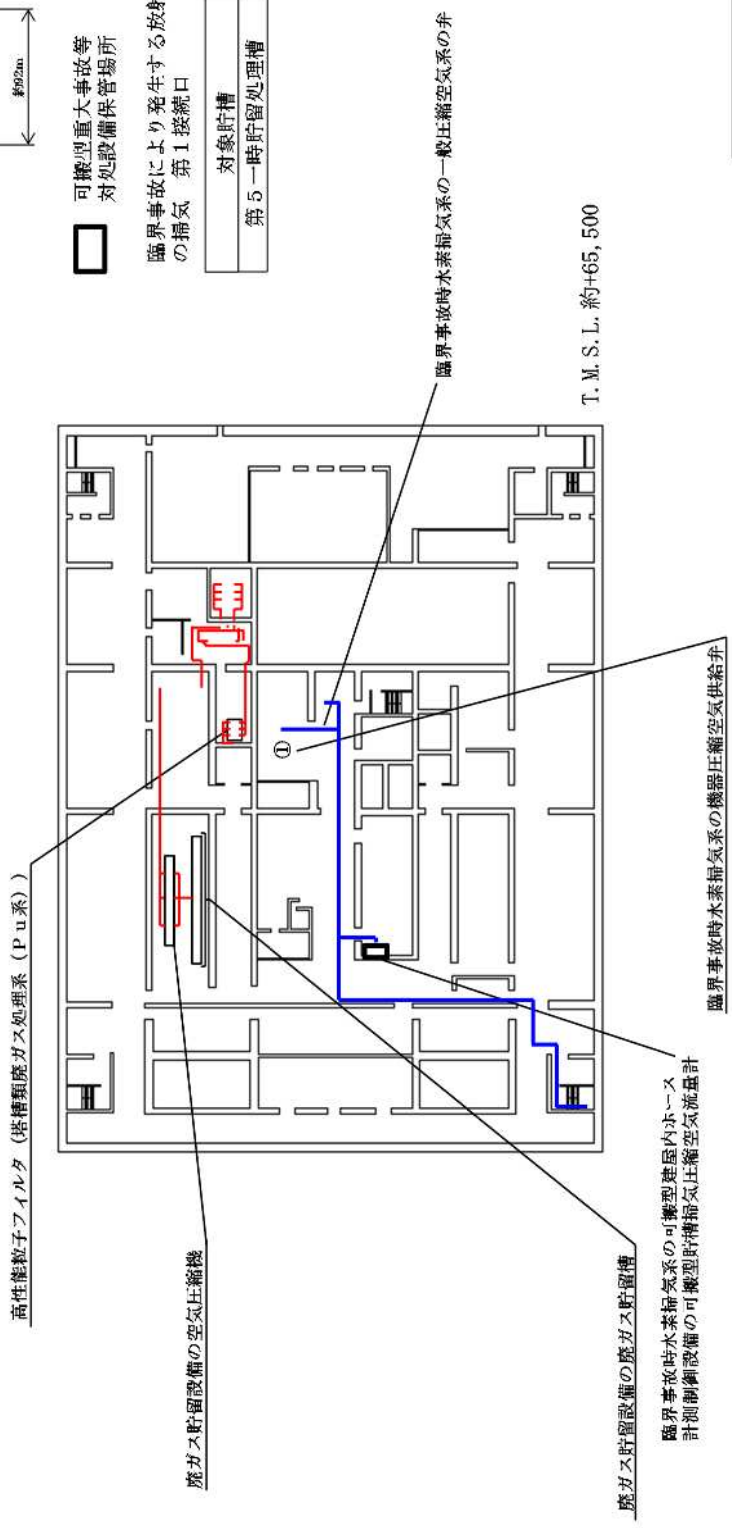 約92m
可搬型重大事故等
対処設備保管場所
臨界事故により発生する放射
の掃気　第1接続口
対象貯槽
第5一時貯留処理槽
高性能粒子フィルタ（塔槽類廃ガス処理系（Pu系））
廃ガス貯留設備の空気圧縮機
①
臨界事故時水素掃気系の一般圧縮空気系の弁
T.M.S.L. 約+65,500
廃ガス貯留設備の廃ガス貯留槽
臨界事故時水素掃気系の可搬型建屋内ホース
計測制御設備の可搬型貯槽掃気圧縮空気流量計
臨界事故時水素掃気系の機器圧縮空気供給弁